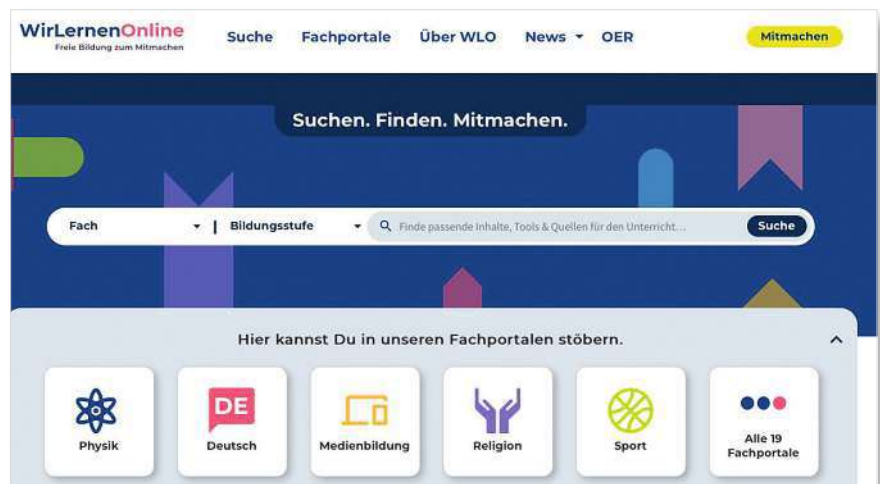 WirLernenOnline
Freie Bildung zum Mitmachen
Suche Fachportale Über WLO News OER Mitmachen
Suchen. Finden. Mitmachen.
Fach | Bildungsstufe Finde passende Inhalte, Tools & Quellen für den Unterricht... Suche
Hier kannst Du in unseren Fachportalen stöbern.
DE
Physik Deutsch Medienbildung Religion Sport Alle 19
Fachportale